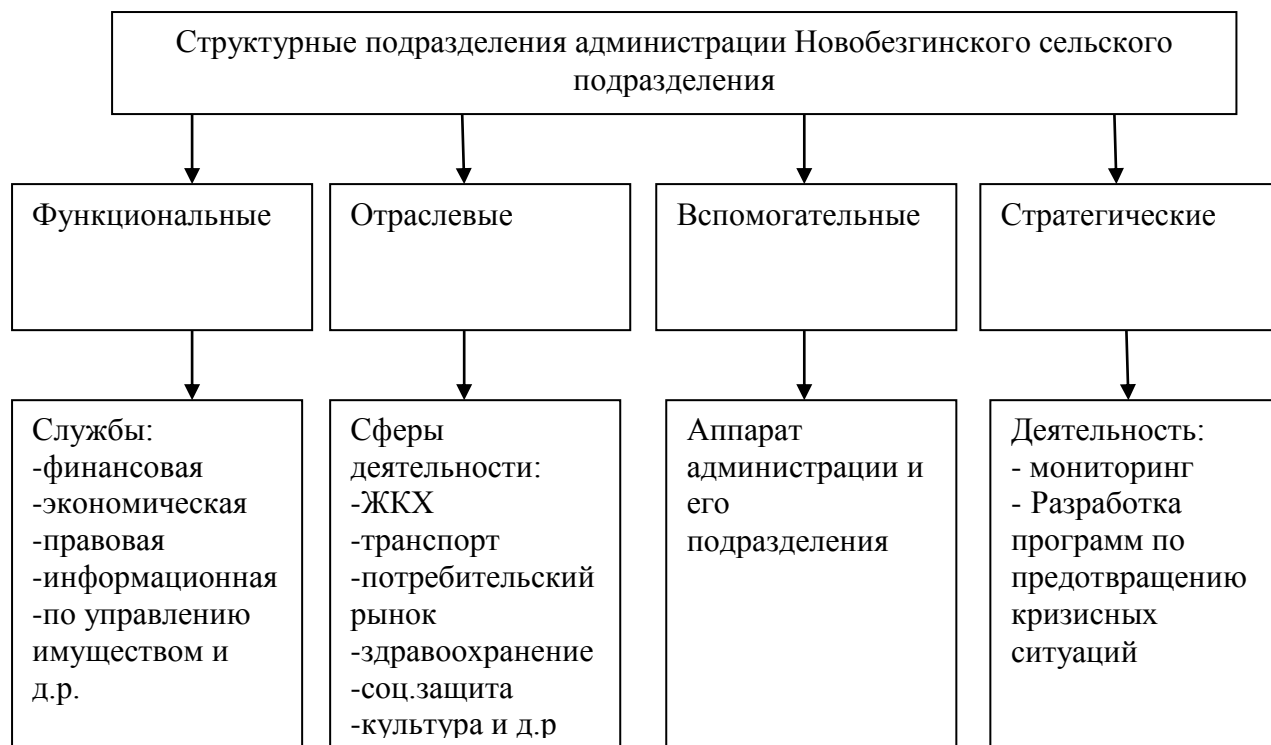 Структурные подразделения администрации Новобезгинского сельского
подразделения
Функциональные
Отраслевые
Вспомогательные
Стратегические
Службы:
-финансовая
-экономическая
-правовая
-информационная
-по управлению
имуществом и
д.р.
Сферы
деятельности:
-ЖКХ
-транспорт
-потребительский
рынок
-здравоохранение
-соц.защита
-культура и д.р
Аппарат
администрации и
его
подразделения
Деятельность:
- мониторинг
- Разработка
программ по
предотвращению
кризисных
ситуаций